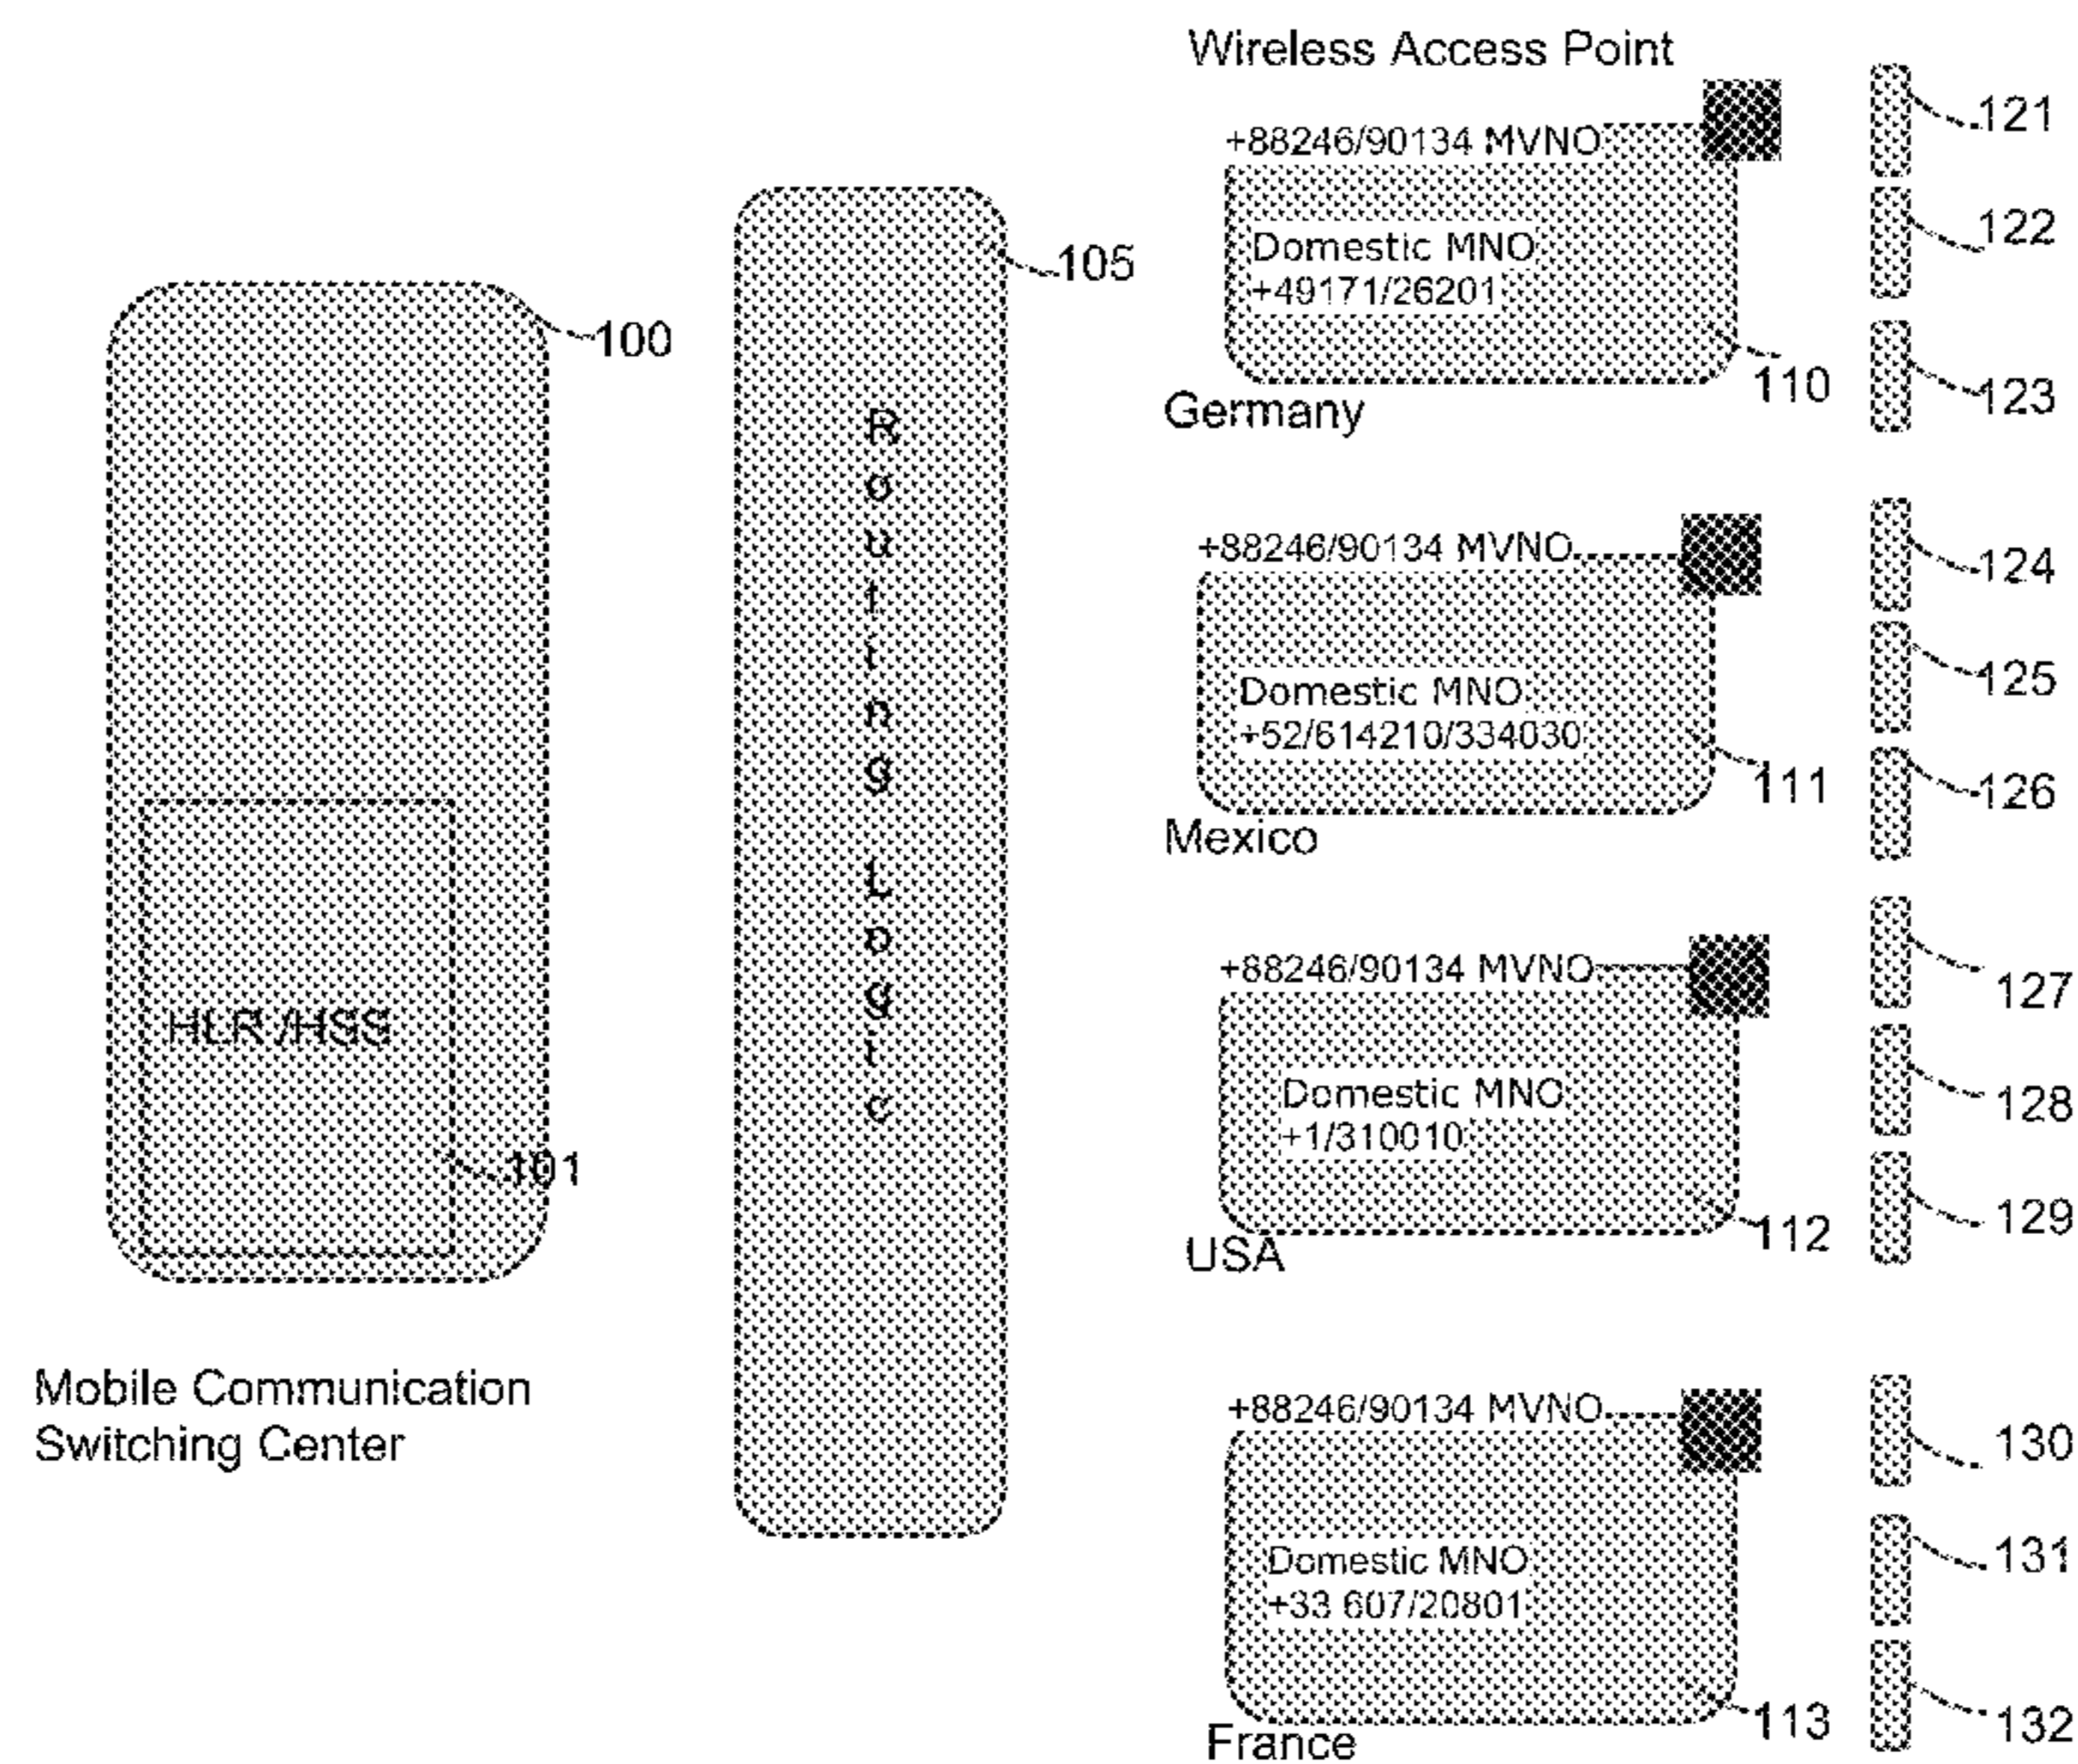 Wireless Access Point
+88246/90134 MVNO
Domestic MNO
+49171/26201
Germany
110
121
122
123
+88246/90134 MVNO
Domestic MNO
+52/614210/334030
Mexico
111
124
125
126
+88246/90134 MVNO
Domestic MNO
+1/310010
USA
112
127
128
129
+88246/90134 MVNO
Domestic MNO
+33 607/20801
France
113
130
131
132
105
Routing Logic
100
HLR /HSS
101
Mobile Communication
Switching Center